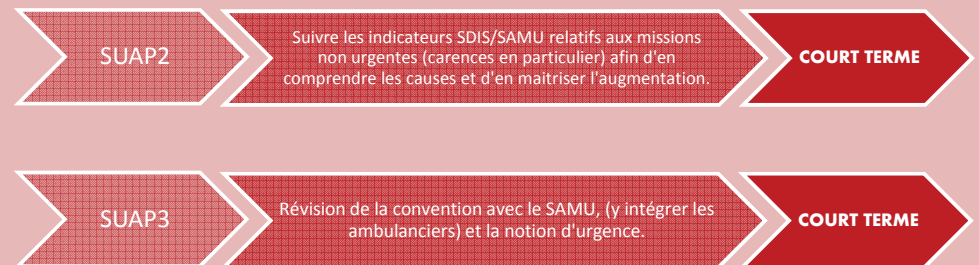 SUAP2
Suivre les indicateurs SDIS/SAMU relatifs aux missions
non urgentes (carences en particulier) afin d'en
comprendre les causes et d'en maitriser l'augmentation.
COURT TERME
SUAP3
Révision de la convention avec le SAMU, (y intégrer les
ambulanciers) et la notion d'urgence.
COURT TERME